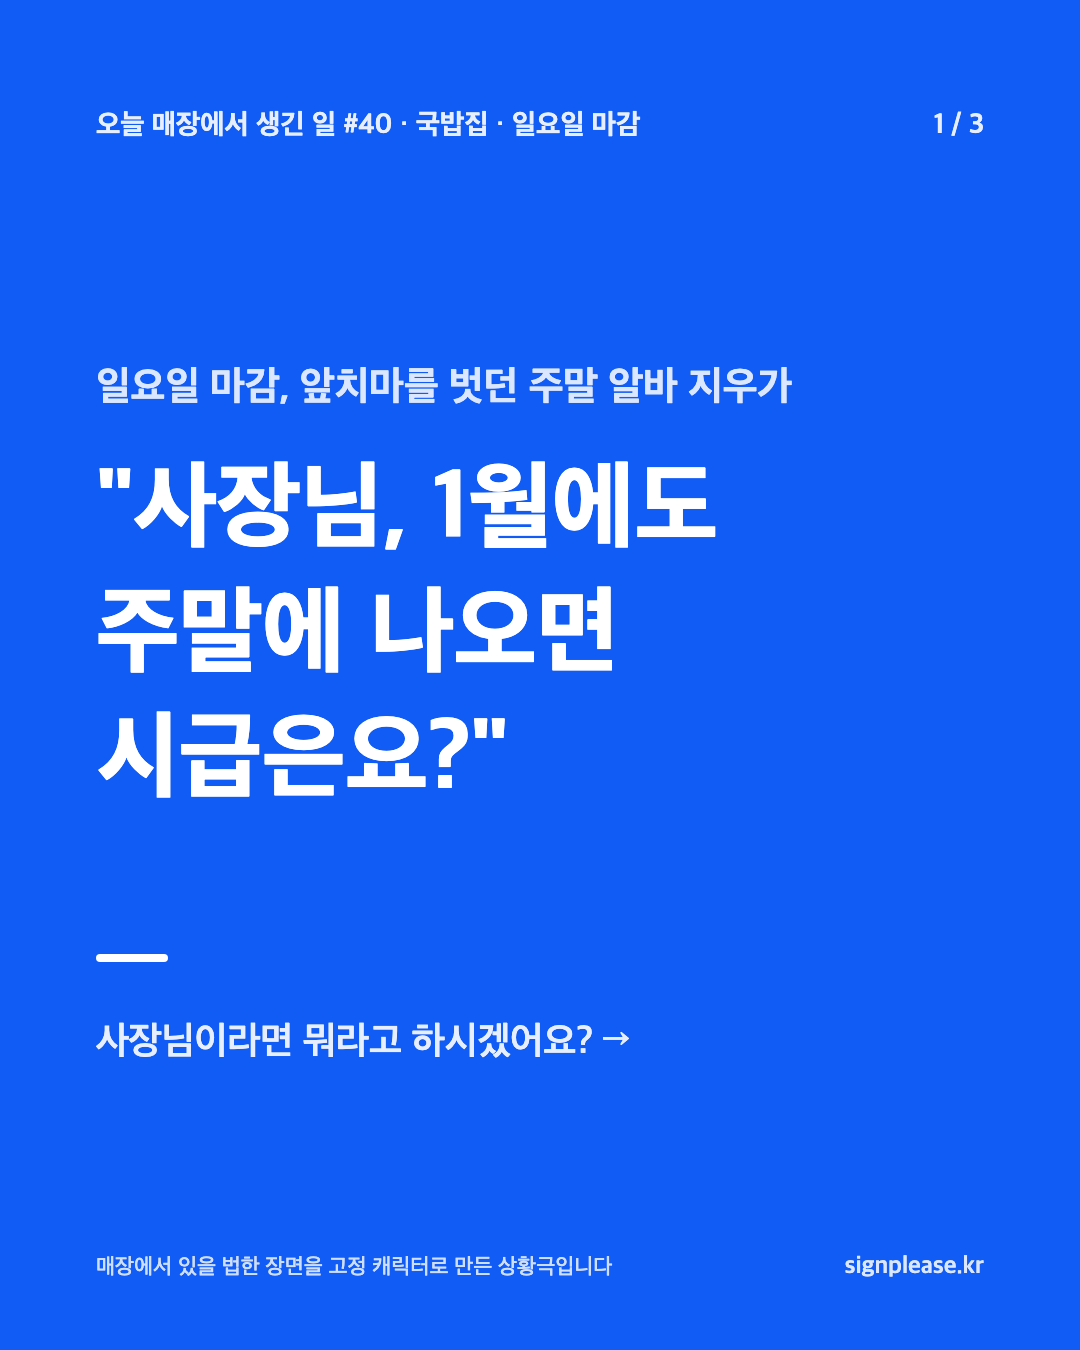 오늘 매장에서 생긴 일 #40 · 국밥집 · 일요일 마감
1 / 3
일요일 마감, 앞치마를 벗던 주말 알바 지우가
"사장님, 1월에도
주말에 나오면
시급은요?"
사장님이라면 뭐라고 하시겠어요? →
매장에서 있을 법한 장면을 고정 캐릭터로 만든 상황극입니다
signplease.kr